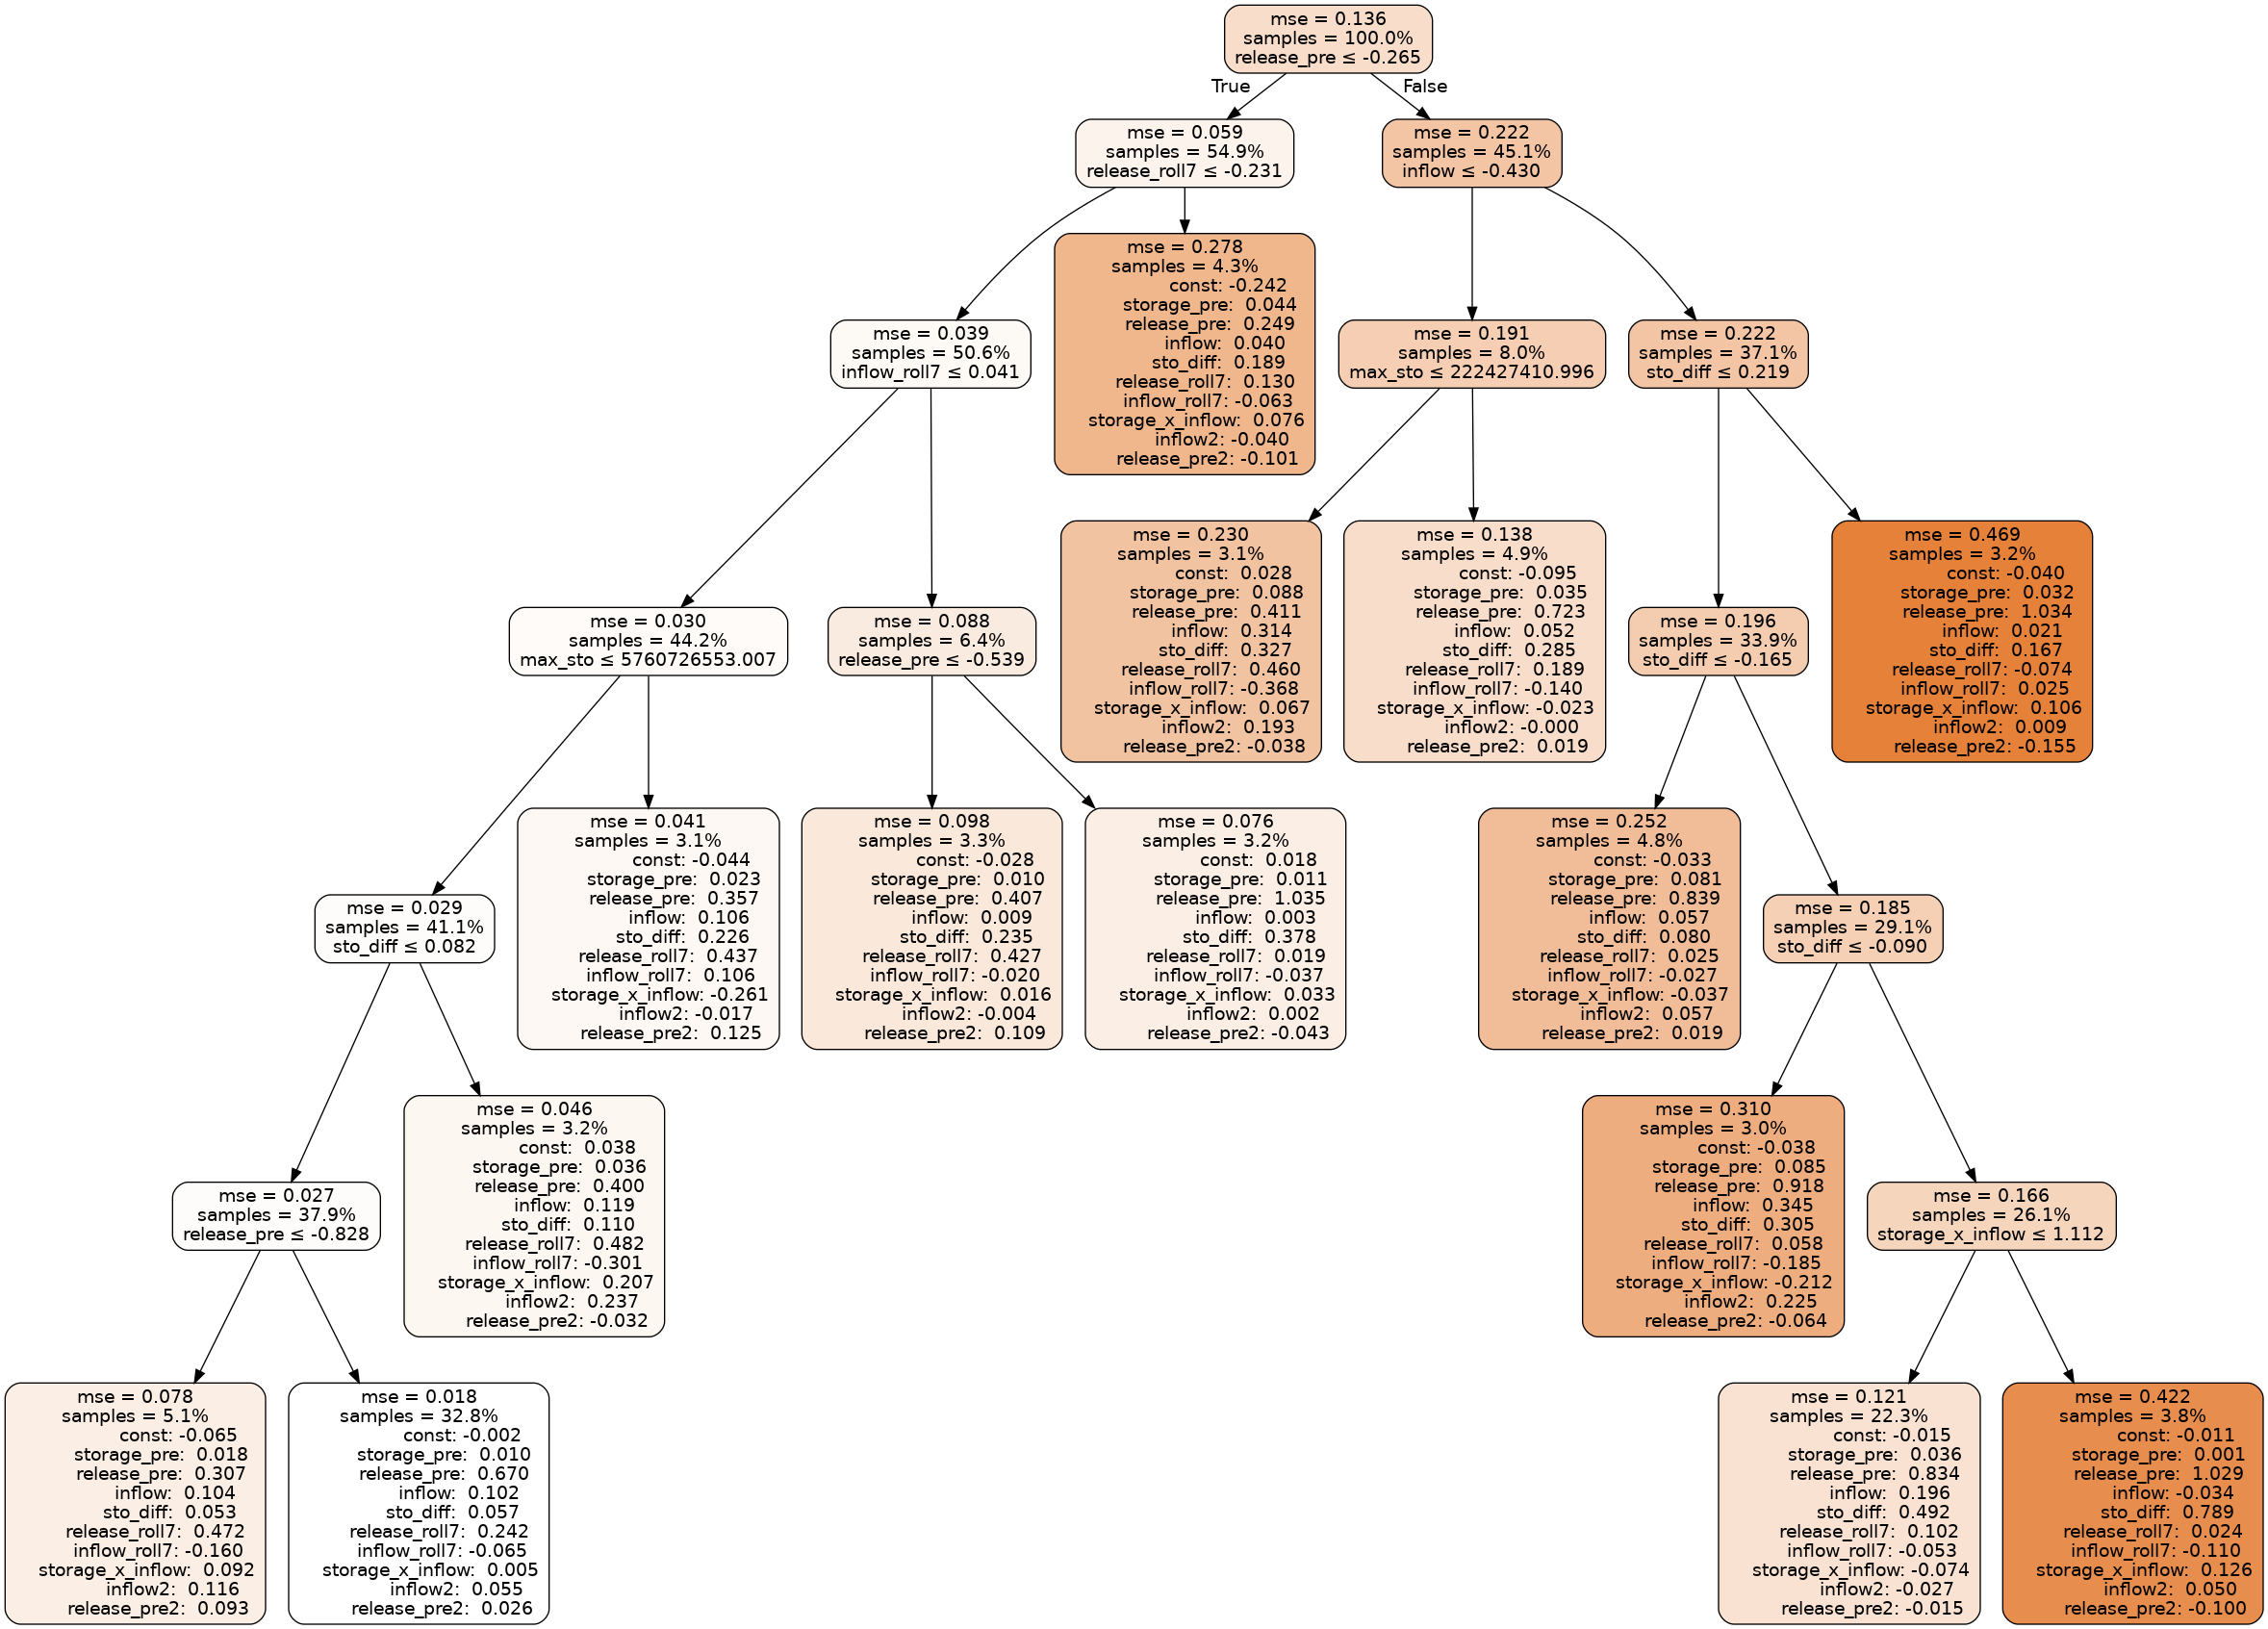 mse = 0.136
samples = 100.0%
release_pre ≤ -0.265
True
False
mse = 0.059
samples = 54.9%
release_roll7 ≤ -0.231
mse = 0.222
samples = 45.1%
inflow ≤ -0.430
mse = 0.278
samples = 4.3%
const: -0.242
storage_pre: 0.044
release_pre: 0.249
inflow: 0.040
sto_diff: 0.189
release_roll7: 0.130
inflow_roll7: -0.063
storage_x_inflow: 0.076
inflow2: -0.040
release_pre2: -0.101
mse = 0.039
samples = 50.6%
inflow_roll7 ≤ 0.041
mse = 0.191
samples = 8.0%
max_sto ≤ 222427410.996
mse = 0.222
samples = 37.1%
sto_diff ≤ 0.219
mse = 0.230
samples = 3.1%
const: 0.028
storage_pre: 0.088
release_pre: 0.411
inflow: 0.314
sto_diff: 0.327
release_roll7: 0.460
inflow_roll7: -0.368
storage_x_inflow: 0.067
inflow2: 0.193
release_pre2: -0.038
mse = 0.138
samples = 4.9%
const: -0.095
storage_pre: 0.035
release_pre: 0.723
inflow: 0.052
sto_diff: 0.285
release_roll7: 0.189
inflow_roll7: -0.140
storage_x_inflow: -0.023
inflow2: -0.000
release_pre2: 0.019
mse = 0.469
samples = 3.2%
const: -0.040
storage_pre: 0.032
release_pre: 1.034
inflow: 0.021
sto_diff: 0.167
release_roll7: -0.074
inflow_roll7: 0.025
storage_x_inflow: 0.106
inflow2: 0.009
release_pre2: -0.155
mse = 0.030
samples = 44.2%
max_sto ≤ 5760726553.007
mse = 0.088
samples = 6.4%
release_pre ≤ -0.539
mse = 0.196
samples = 33.9%
sto_diff ≤ -0.165
mse = 0.041
samples = 3.1%
const: -0.044
storage_pre: 0.023
release_pre: 0.357
inflow: 0.106
sto_diff: 0.226
release_roll7: 0.437
inflow_roll7: 0.106
storage_x_inflow: -0.261
inflow2: -0.017
release_pre2: 0.125
mse = 0.098
samples = 3.3%
const: -0.028
storage_pre: 0.010
release_pre: 0.407
inflow: 0.009
sto_diff: 0.235
release_roll7: 0.427
inflow_roll7: -0.020
storage_x_inflow: 0.016
inflow2: -0.004
release_pre2: 0.109
mse = 0.076
samples = 3.2%
const: 0.018
storage_pre: 0.011
release_pre: 1.035
inflow: 0.003
sto_diff: 0.378
release_roll7: 0.019
inflow_roll7: -0.037
storage_x_inflow: 0.033
inflow2: 0.002
release_pre2: -0.043
mse = 0.252
samples = 4.8%
const: -0.033
storage_pre: 0.081
release_pre: 0.839
inflow: 0.057
sto_diff: 0.080
release_roll7: 0.025
inflow_roll7: -0.027
storage_x_inflow: -0.037
inflow2: 0.057
release_pre2: 0.019
mse = 0.029
samples = 41.1%
sto_diff ≤ 0.082
mse = 0.185
samples = 29.1%
sto_diff ≤ -0.090
mse = 0.046
samples = 3.2%
const: 0.038
storage_pre: 0.036
release_pre: 0.400
inflow: 0.119
sto_diff: 0.110
release_roll7: 0.482
inflow_roll7: -0.301
storage_x_inflow: 0.207
inflow2: 0.237
release_pre2: -0.032
mse = 0.310
samples = 3.0%
const: -0.038
storage_pre: 0.085
release_pre: 0.918
inflow: 0.345
sto_diff: 0.305
release_roll7: 0.058
inflow_roll7: -0.185
storage_x_inflow: -0.212
inflow2: 0.225
release_pre2: -0.064
mse = 0.027
samples = 37.9%
release_pre ≤ -0.828
mse = 0.166
samples = 26.1%
storage_x_inflow ≤ 1.112
mse = 0.078
samples = 5.1%
const: -0.065
storage_pre: 0.018
release_pre: 0.307
inflow: 0.104
sto_diff: 0.053
release_roll7: 0.472
inflow_roll7: -0.160
storage_x_inflow: 0.092
inflow2: 0.116
release_pre2: 0.093
mse = 0.018
samples = 32.8%
const: -0.002
storage_pre: 0.010
release_pre: 0.670
inflow: 0.102
sto_diff: 0.057
release_roll7: 0.242
inflow_roll7: -0.065
storage_x_inflow: 0.005
inflow2: 0.055
release_pre2: 0.026
mse = 0.121
samples = 22.3%
const: -0.015
storage_pre: 0.036
release_pre: 0.834
inflow: 0.196
sto_diff: 0.492
release_roll7: 0.102
inflow_roll7: -0.053
storage_x_inflow: -0.074
inflow2: -0.027
release_pre2: -0.015
mse = 0.422
samples = 3.8%
const: -0.011
storage_pre: 0.001
release_pre: 1.029
inflow: -0.034
sto_diff: 0.789
release_roll7: 0.024
inflow_roll7: -0.110
storage_x_inflow: 0.126
inflow2: 0.050
release_pre2: -0.100